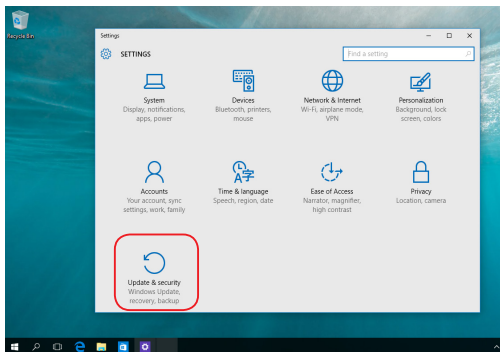 Recycle Bin
Settings
SETTINGS
Find a setting
System
Display, notifications,
apps, power
Devices
Bluetooth, printers,
mouse
Network & Internet
Wi-Fi, airplane mode,
VPN
Personalization
Background, lock
screen, colors
Accounts
Your account, sync
settings, work, family
A字
Time & language
Speech, region, date
Ease of Access
Narrator, magnifier,
high contrast
Privacy
Location, camera
Update & security
Windows Update,
recovery, backup